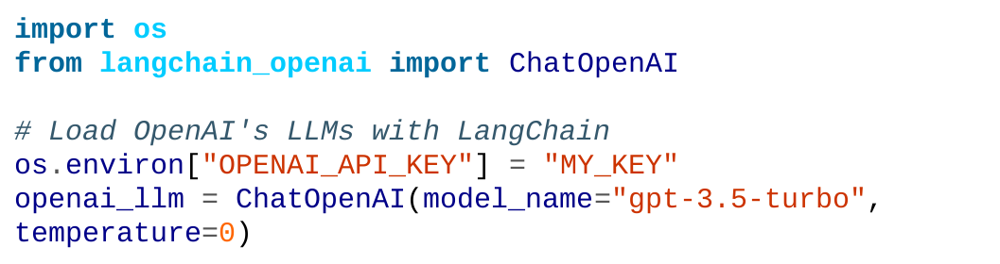 import os
from langchain_openai import ChatOpenAI
# Load OpenAI's LLMs with LangChain
os.environ["OPENAI_API_KEY"] = "MY_KEY"
openai_llm = ChatOpenAI(model_name="gpt-3.5-turbo",
temperature=0)